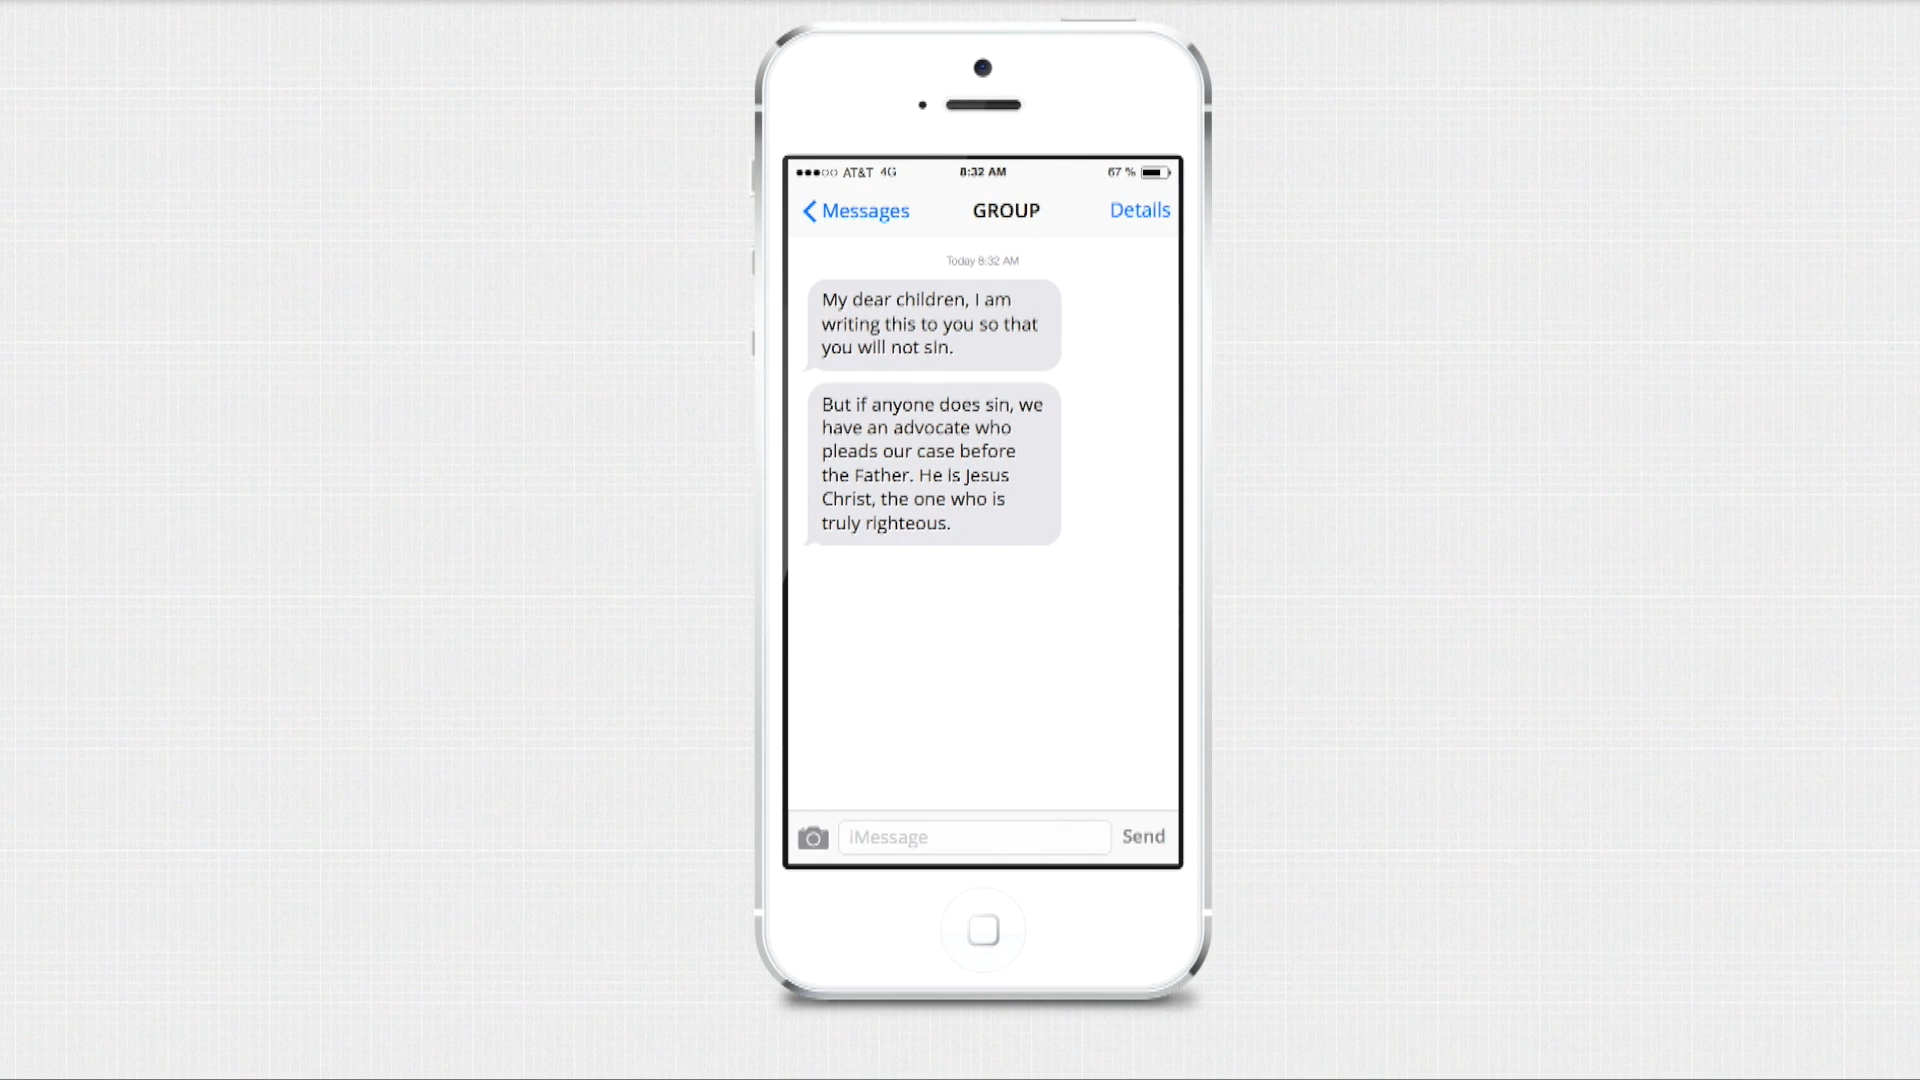 AT&T 4G 8:32 AM 67 %
Messages GROUP Details
Today 8:32 AM
My dear children, I am
writing this to you so that
you will not sin.
But if anyone does sin, we
have an advocate who
pleads our case before
the Father. He is Jesus
Christ, the one who is
truly righteous.
iMessage Send